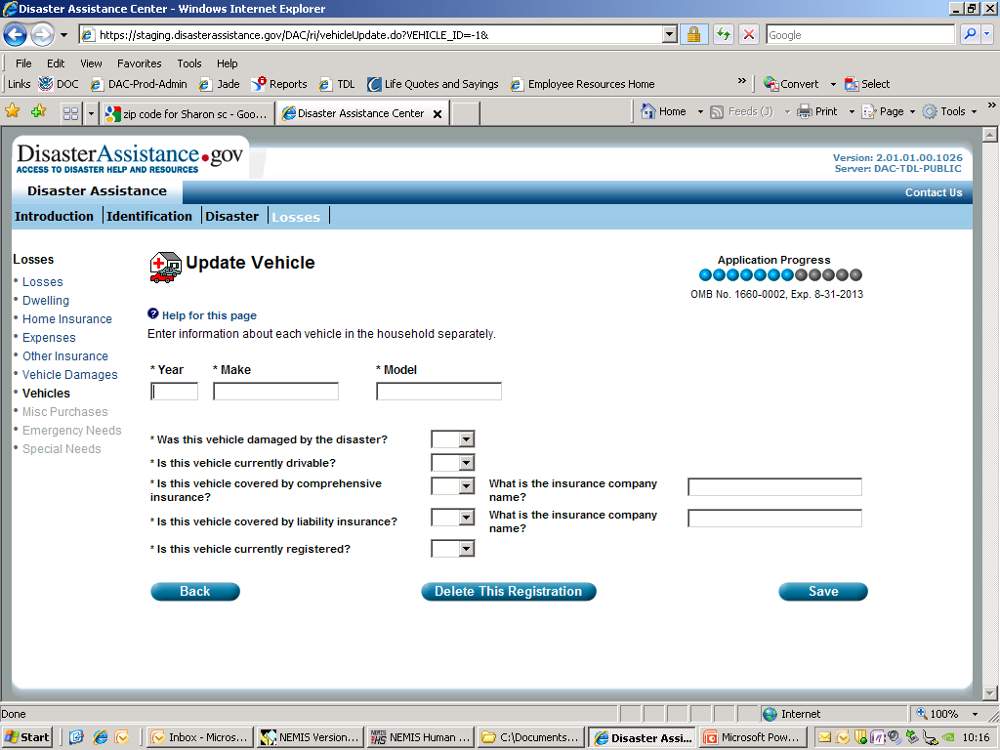 Disaster Assistance Center - Windows Internet Explorer
https://staging.disasterassistance.gov/DAC/ri/vehicleUpdate.do?VEHICLE_ID=-1&
Google
File Edit View Favorites Tools Help
Links DOC DAC-Prod-Admin Jade Reports TDL Life Quotes and Sayings Employee Resources Home » Convert Select
zip code for Sharon sc - Goo... Disaster Assistance Center Home Feeds (J) Print Page Tools »
DisasterAssistance.gov
ACCESS TO DISASTER HELP AND RESOURCES
Version: 2.01.01.00.1026
Server: DAC-TDL-PUBLIC
Disaster Assistance
Contact Us
Introduction Identification Disaster Losses
Losses
• Losses
• Dwelling
• Home Insurance
• Expenses
• Other Insurance
• Vehicle Damages
• Vehicles
• Misc Purchases
• Emergency Needs
• Special Needs
Update Vehicle
Application Progress
OMB No. 1660-0002, Exp. 8-31-2013
? Help for this page
Enter information about each vehicle in the household separately.
* Year * Make * Model
* Was this vehicle damaged by the disaster?
* Is this vehicle currently drivable?
* Is this vehicle covered by comprehensive
insurance?
What is the insurance company
name?
* Is this vehicle covered by liability insurance?
What is the insurance company
name?
* Is this vehicle currently registered?
Back Delete This Registration Save
Done Internet 100%
Start Inbox - Micros... NEMIS Version... NEMIS Human ... C:\Documents... Disaster Assi... Microsoft Pow... 10:16